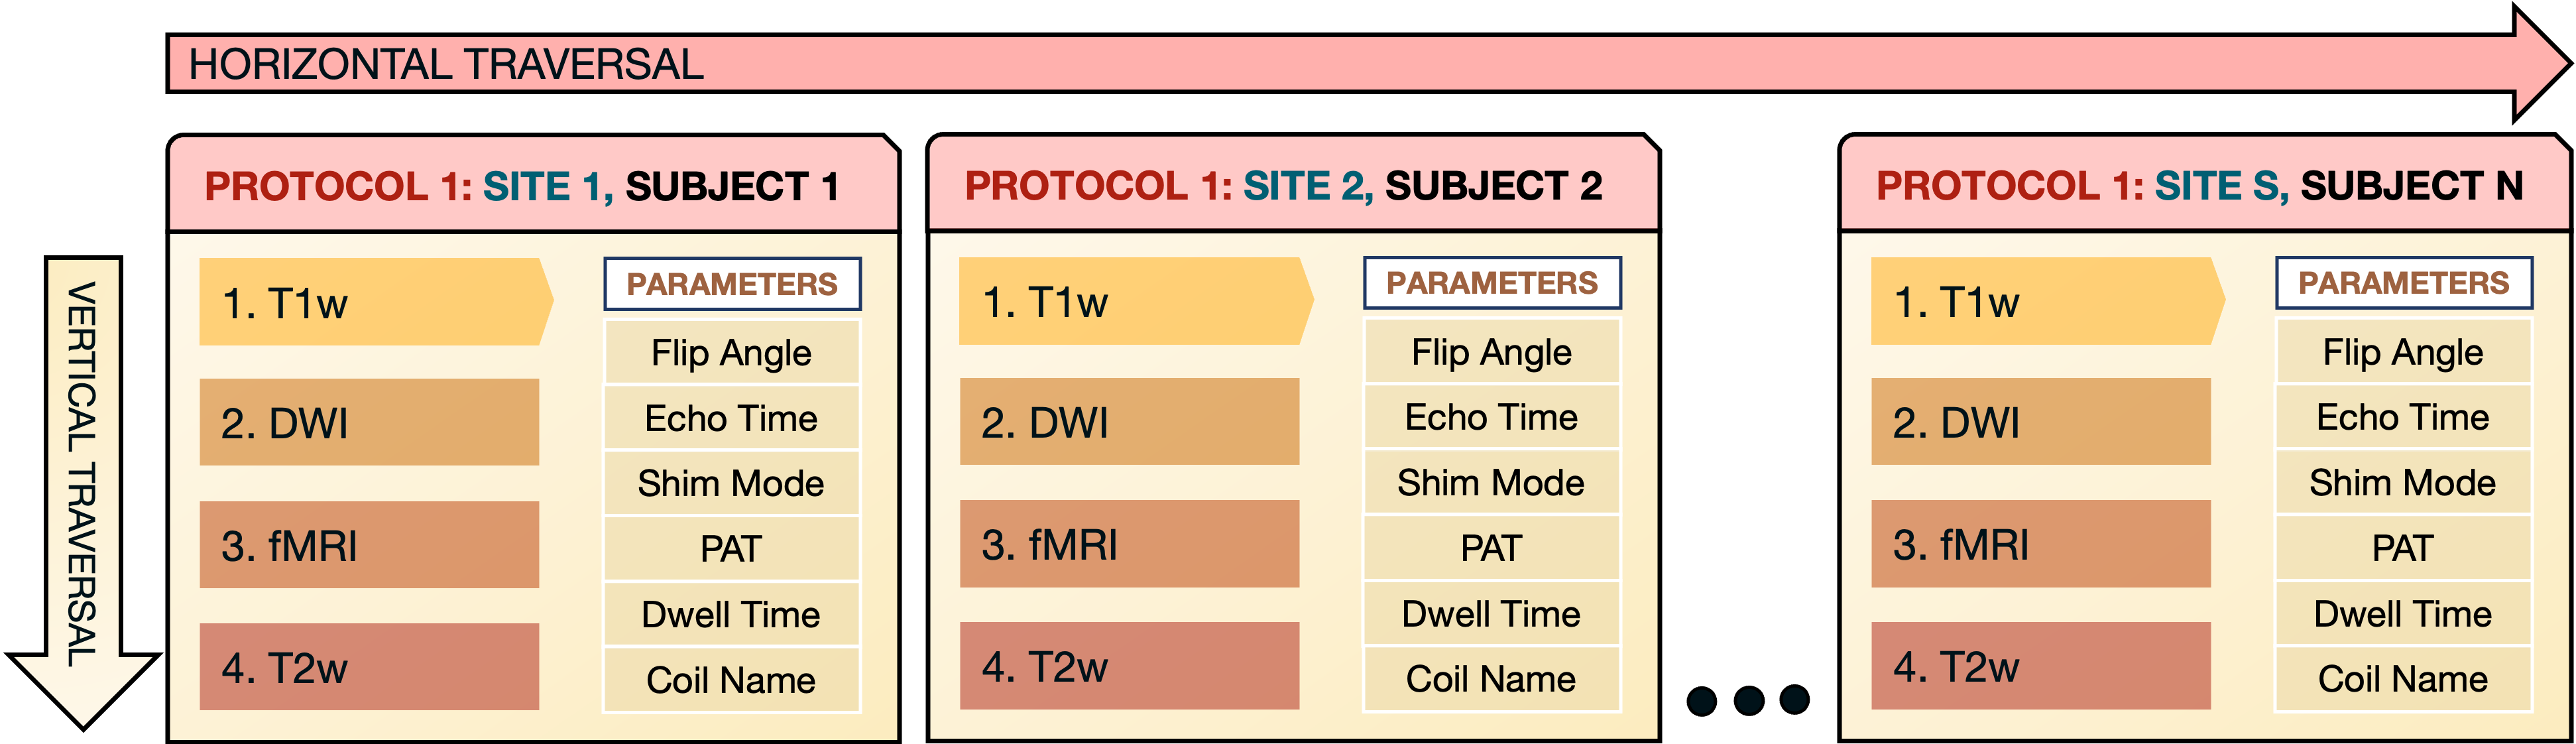 HORIZONTAL TRAVERSAL
VERTICAL TRAVERSAL
PROTOCOL 1: SITE 1, SUBJECT 1
1. T1w
2. DWI
3. fMRI
4. T2w
PARAMETERS
Flip Angle
Echo Time
Shim Mode
PAT
Dwell Time
Coil Name
PROTOCOL 1: SITE 2, SUBJECT 2
1. T1w
2. DWI
3. fMRI
4. T2w
PARAMETERS
Flip Angle
Echo Time
Shim Mode
PAT
Dwell Time
Coil Name
PROTOCOL 1: SITE S, SUBJECT N
1. T1w
2. DWI
3. fMRI
4. T2w
PARAMETERS
Flip Angle
Echo Time
Shim Mode
PAT
Dwell Time
Coil Name